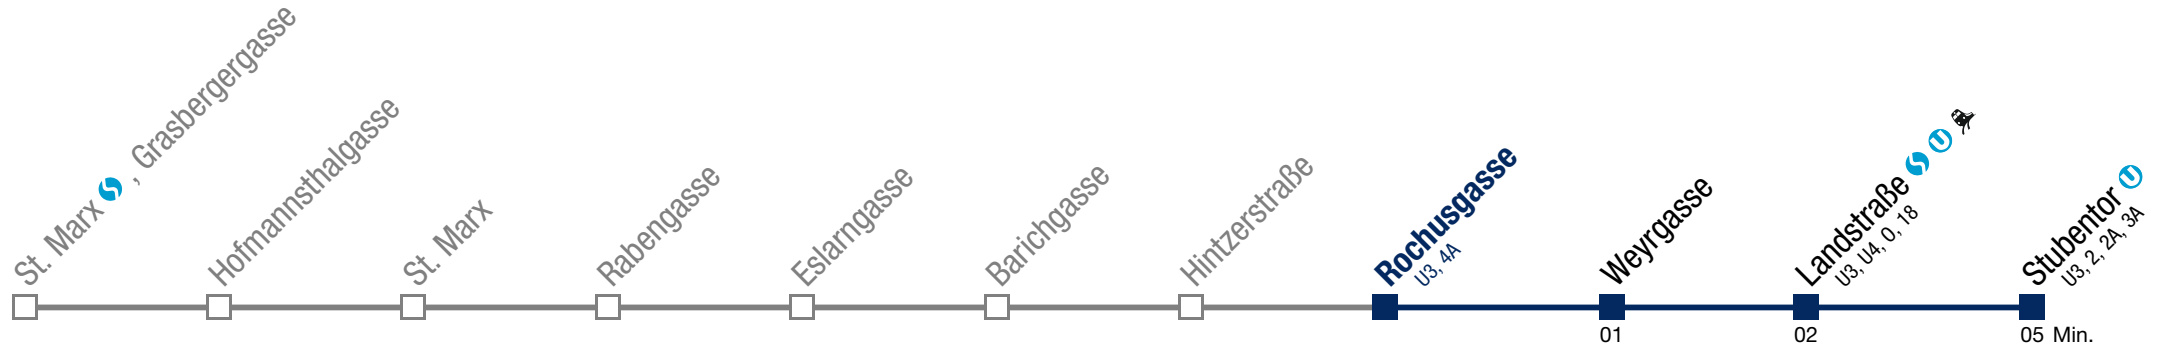 St. Marx , Grasbergergasse
Hofmannsthalgasse
St. Marx
Rabengasse
Eslarngasse
Barichgasse
Hintzerstraße
Rochusgasse
U3, 4A
Weyrgasse
Landstraße
U3, U4, O, 18
Stubentor
U3, 2, 2A, 3A
01
02
05 Min.